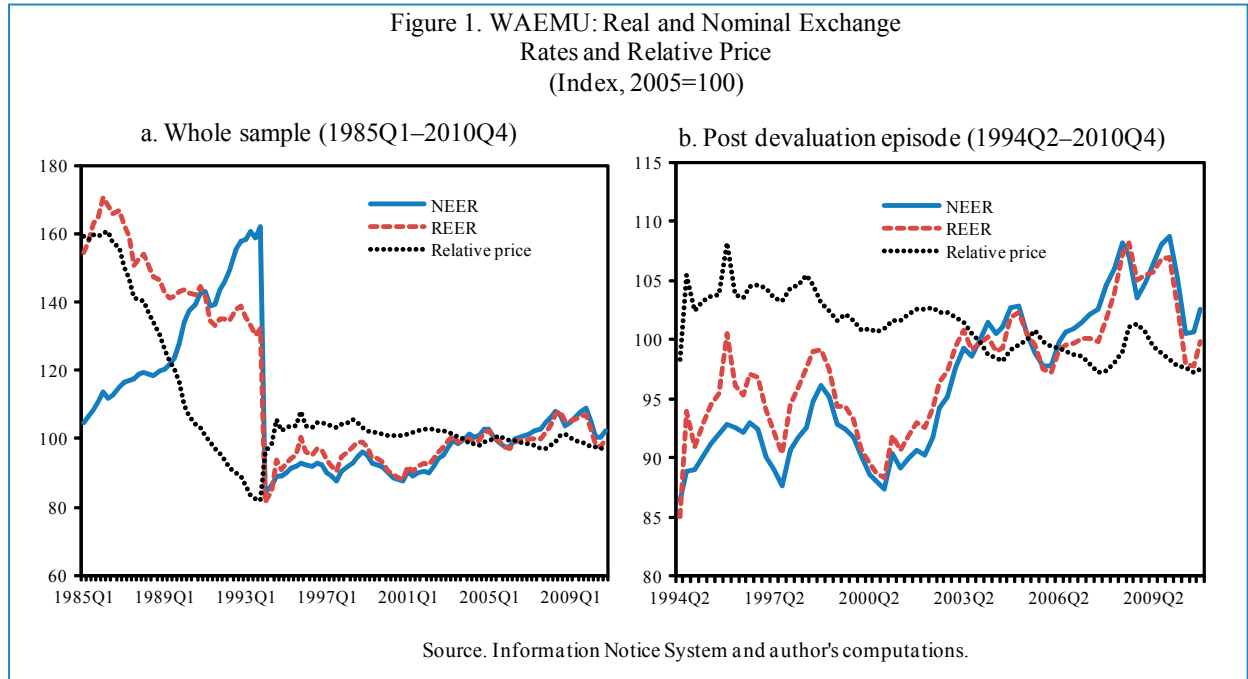 Figure 1. WAEMU: Real and Nominal Exchange
Rates and Relative Price
(Index, 2005=100)
a. Whole sample (1985Q1–2010Q4)
180
160
140
120
100
80
60
NEER
REER
Relative price
1985Q1 1989Q1 1993Q1 1997Q1 2001Q1 2005Q1 2009Q1
b. Post devaluation episode (1994Q2–2010Q4)
115
110
105
100
95
90
85
80
NEER
REER
Relative price
1994Q2 1997Q2 2000Q2 2003Q2 2006Q2 2009Q2
Source. Information Notice System and author's computations.